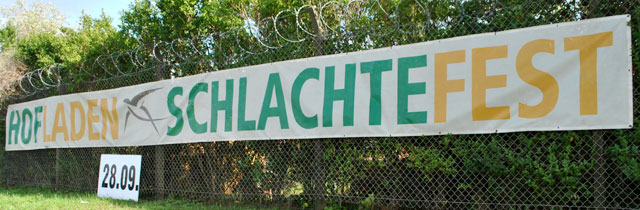 HOFLADEN SCHLACHTEFEST
28.09.